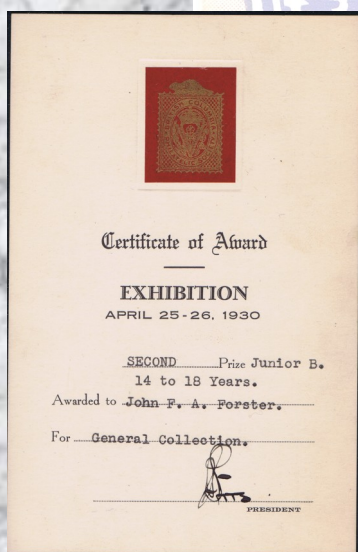 Certificate of Award
EXHIBITION
APRIL 25-26, 1930
SECOND Prize Junior B.
14 to 18 Years.
Awarded to John F. A. Forster.
For General Collection.
PRESIDENT